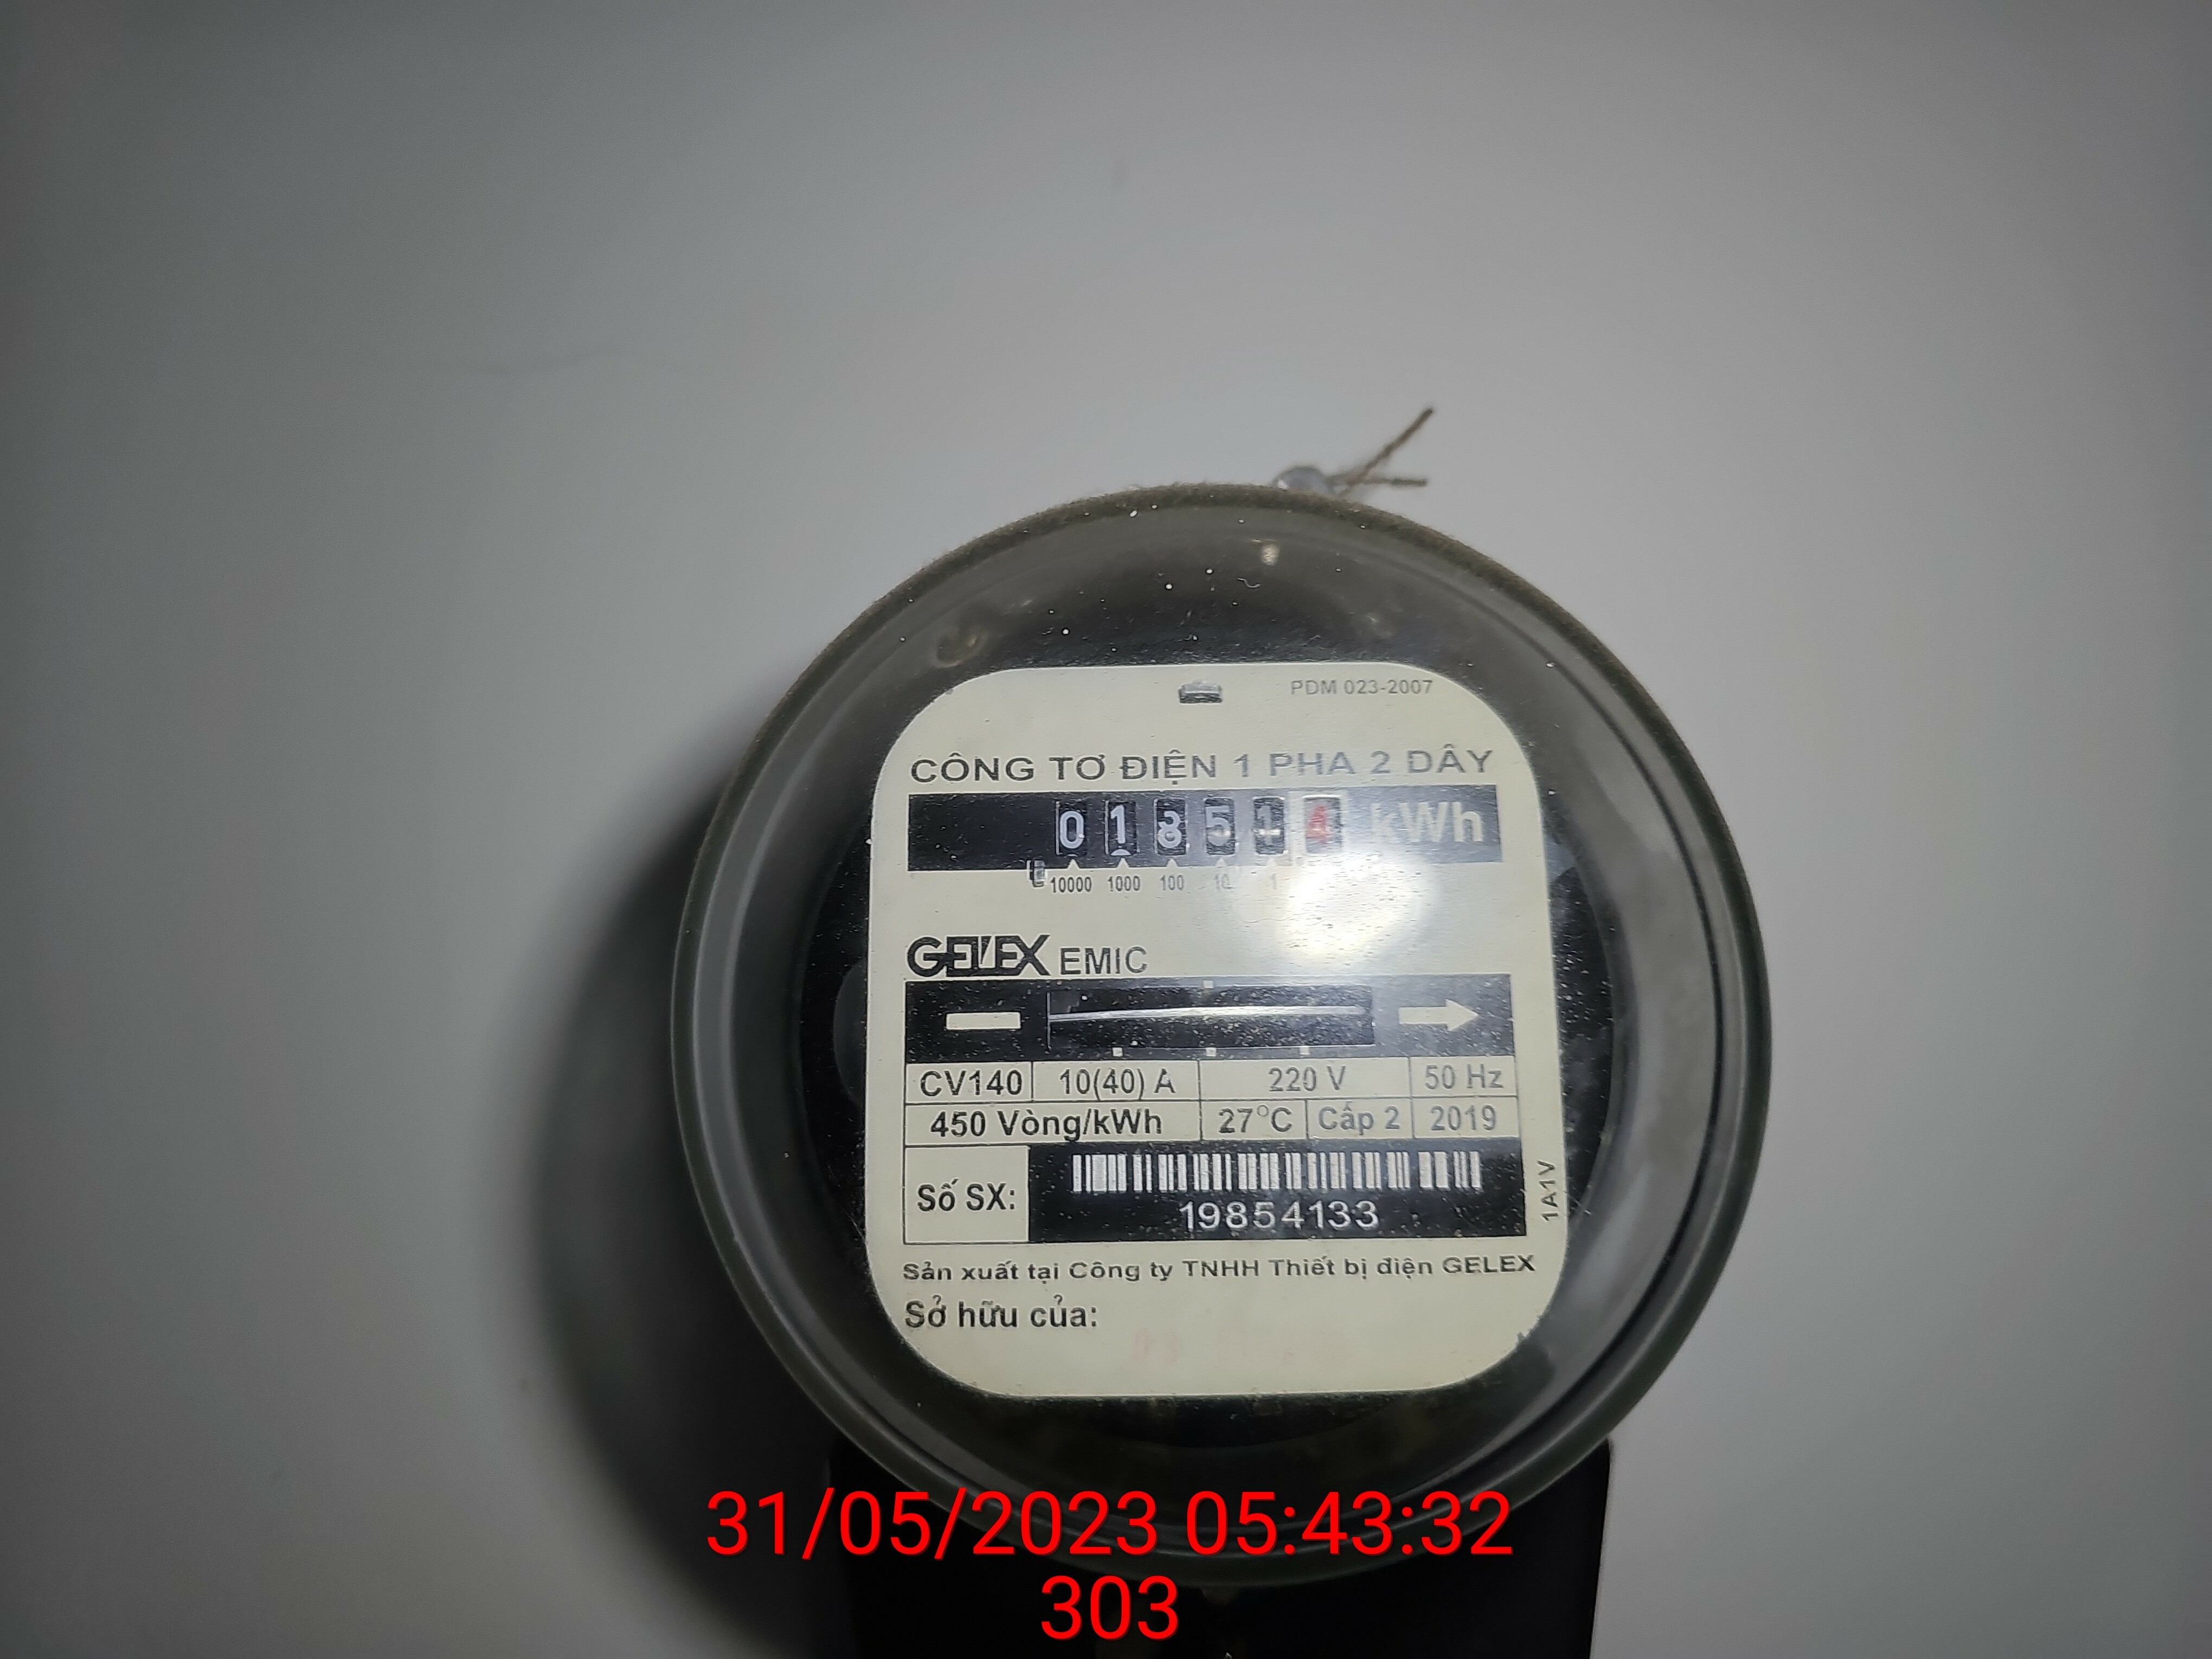 PDM 023-2007
CÔNG TƠ ĐIỆN 1 PHA 2 DÂY
0 1 8 5 1 4 kWh
10000 1000 100 10 1
GELEX EMIC
CV140 10(40) A 220 V 50 Hz
450 Vòng/kWh 27°C Cấp 2 2019
Số SX: 19854133
1A1V
Sản xuất tại Công ty TNHH Thiết bị điện GELEX
Sở hữu của:
31/05/2023 05:43:32
303